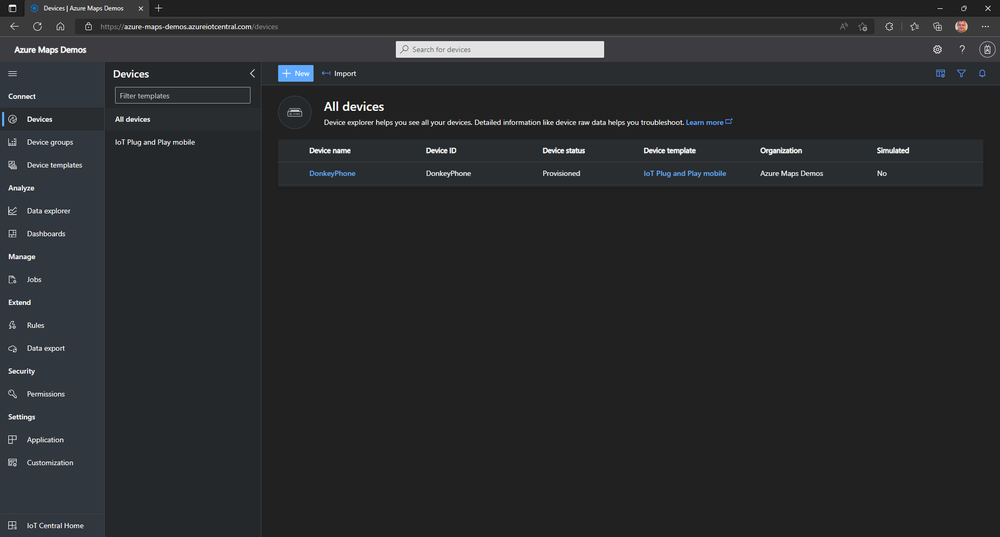 Devices | Azure Maps Demos
https://azure-maps-demos.azureiotcentral.com/devices
Azure Maps Demos
Search for devices
Connect
Devices
Device groups
Device templates
Analyze
Data explorer
Dashboards
Manage
Jobs
Extend
Rules
Data export
Security
Permissions
Settings
Application
Customization
IoT Central Home
Devices
Filter templates
All devices
IoT Plug and Play mobile
New
Import
All devices
Device explorer helps you see all your devices. Detailed information like device raw data helps you troubleshoot. Learn more
Device name Device ID Device status Device template Organization Simulated
DonkeyPhone DonkeyPhone Provisioned IoT Plug and Play mobile Azure Maps Demos No